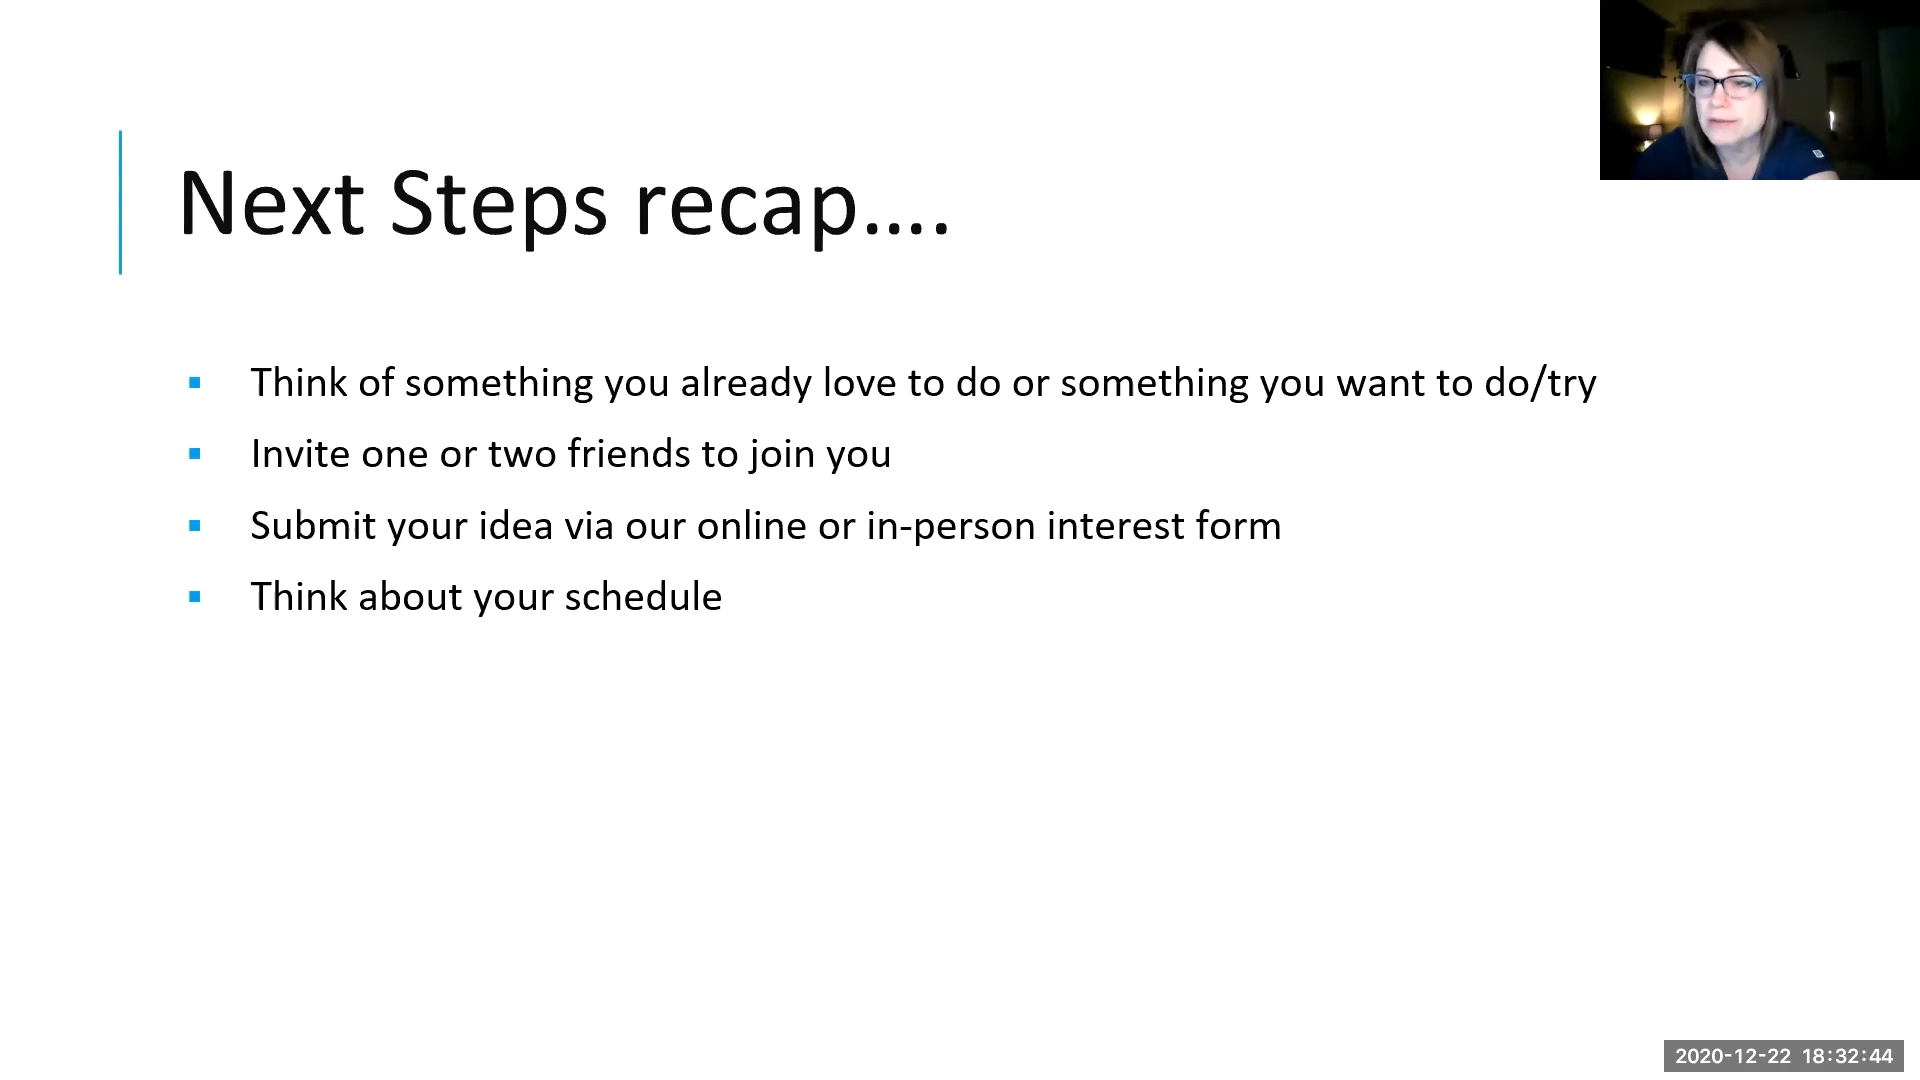 Next Steps recap….
Think of something you already love to do or something you want to do/try
Invite one or two friends to join you
Submit your idea via our online or in-person interest form
Think about your schedule
2020-12-22 18:32:44